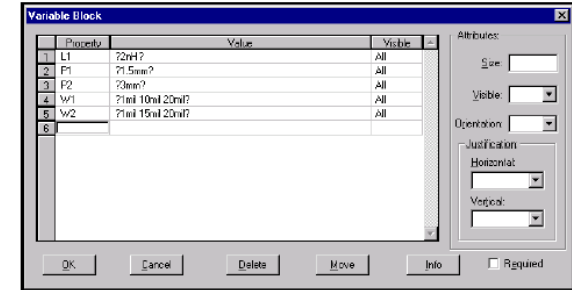 Variable Block
Property Value Visible
1 L1 ?2nH? All
2 P1 ?1.5mm? All
3 P2 ?3mm? All
4 W1 ?1mil 10mil 20mil? All
5 W2 ?1mil 15mil 20mil? All
6
Attributes:
Size:
Visible:
Orientation:
Justification
Horizontal:
Vertical:
OK Cancel Delete Move Info Required